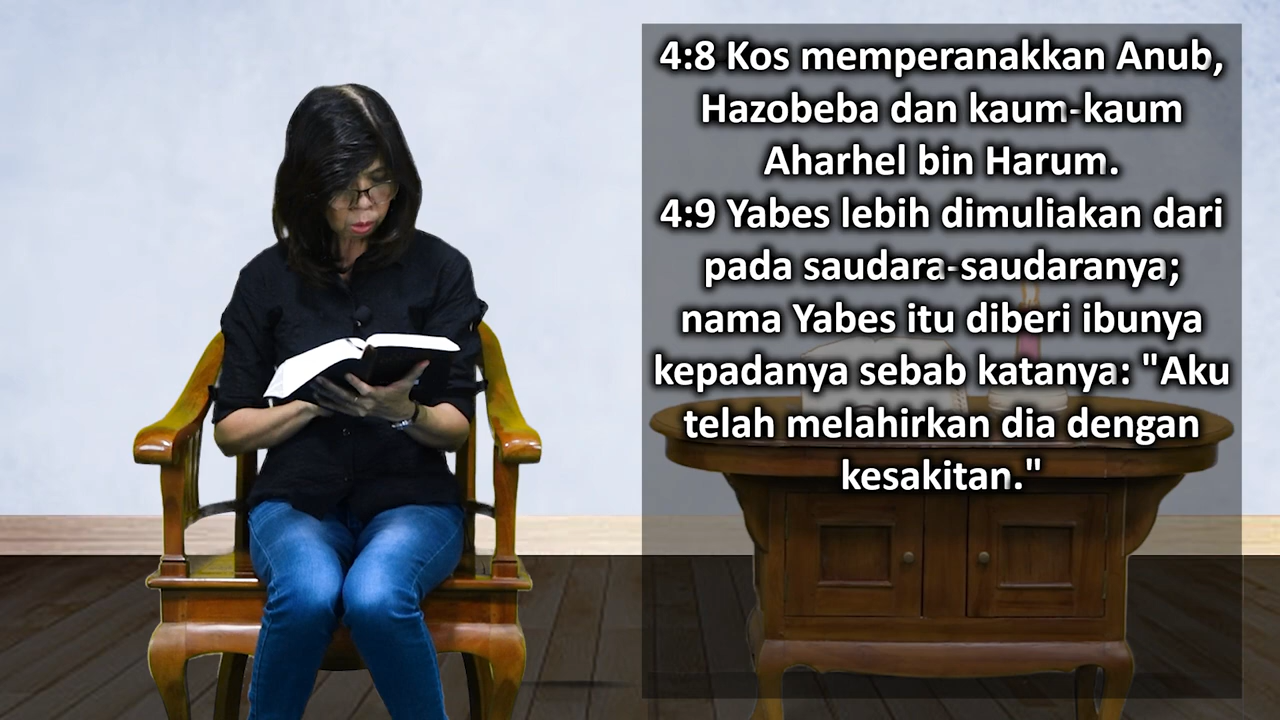 4:8 Kos memperanakkan Anub,
Hazobeba dan kaum-kaum
Aharhel bin Harum.
4:9 Yabes lebih dimuliakan dari
pada saudara-saudaranya;
nama Yabes itu diberi ibunya
kepadanya sebab katanya: "Aku
telah melahirkan dia dengan
kesakitan."